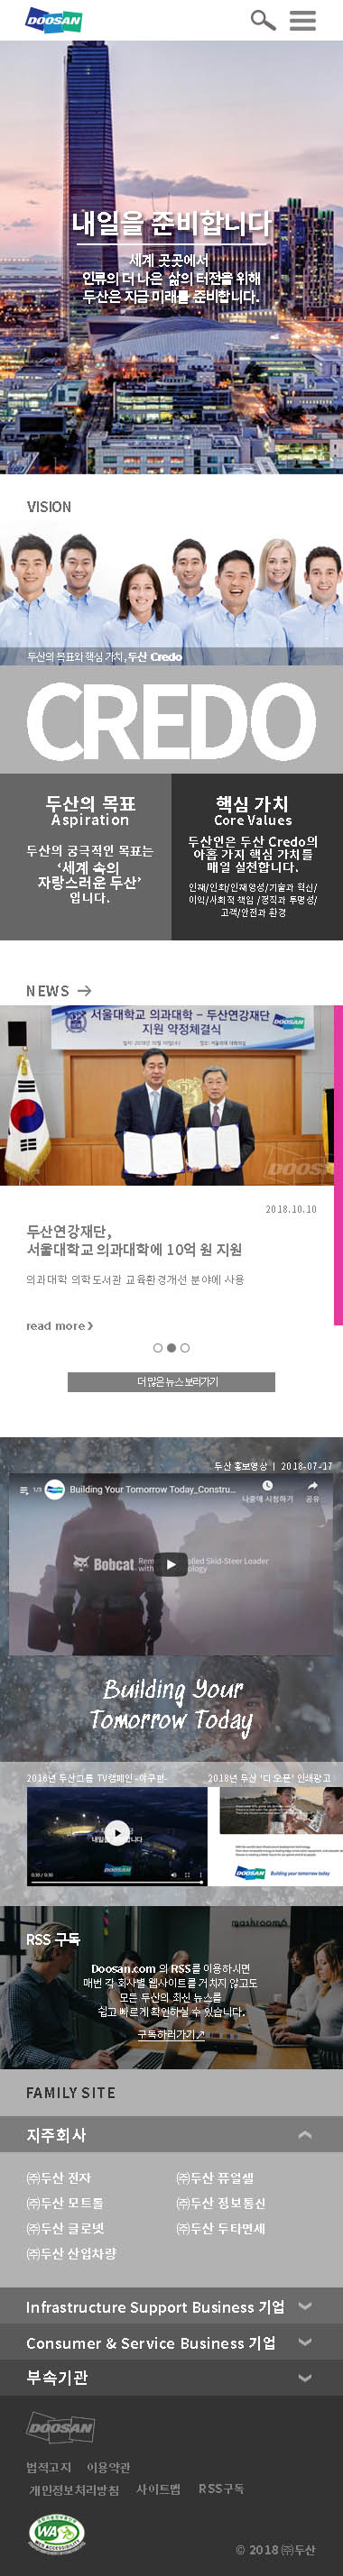 DOOSAN
내일을 준비합니다
세계 곳곳에서
인류의 더 나은 삶의 터전을 위해
두산은 지금 미래를 준비합니다.
VISION
두산의 목표와 핵심 가치, 두산 Credo
CREDO
두산의 목표
Aspiration
두산의 궁극적인 목표는
‘세계 속의
자랑스러운 두산’
입니다.
핵심 가치
Core Values
두산인은 두산 Credo의
아홉 가지 핵심 가치를
매일 실천합니다.
인재/인화/인재양성/기술과 혁신/
이익/사회적 책임 /정직과 투명성/
고객/안전과 환경
NEWS →
서울대학교 의과대학 – 두산연강재단
지원 약정체결식
DOOSAN
DOOSAN
2018.10.10
두산연강재단,
서울대학교 의과대학에 10억 원 지원
의과대학 의학도서관 교육환경개선 분야에 사용
read more ❯
더 많은 뉴스 보러가기
두산 홍보영상 | 2018-07-17
1/3
Building Your Tomorrow Today_Constru...
나중에 시청하기
공유
Bobcat
Building Your
Tomorrow Today
2018년 두산그룹 TV캠페인-야구편-
2018년 두산 '디 오픈' 인쇄광고
DOOSAN
DOOSAN
Building your tomorrow today
mashroom6
RSS 구독
Doosan.com 의 RSS를 이용하시면
매번 각 회사별 웹사이트를 거치지 않고도
모든 두산의 최신 뉴스를
쉽고 빠르게 확인하실 수 있습니다.
구독하러가기↗
FAMILY SITE
지주회사
㈜두산 전자
㈜두산 퓨얼셀
㈜두산 모트롤
㈜두산 정보통신
㈜두산 글로넷
㈜두산 두타면세
㈜두산 산업차량
Infrastructure Support Business 기업
Consumer & Service Business 기업
부속기관
DOOSAN
법적고지 이용약관
개인정보처리방침 사이트맵 RSS구독
WA
WEB ACCESSIBILITY
© 2018 ㈜두산